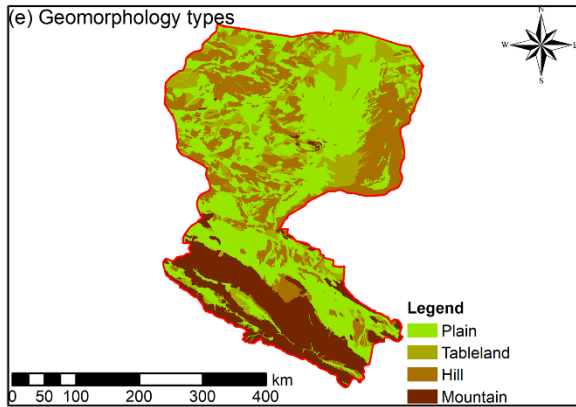 (e) Geomorphology types
N
W
E
S
Legend
Plain
Tableland
Hill
Mountain
km
0 50 100 200 300 400